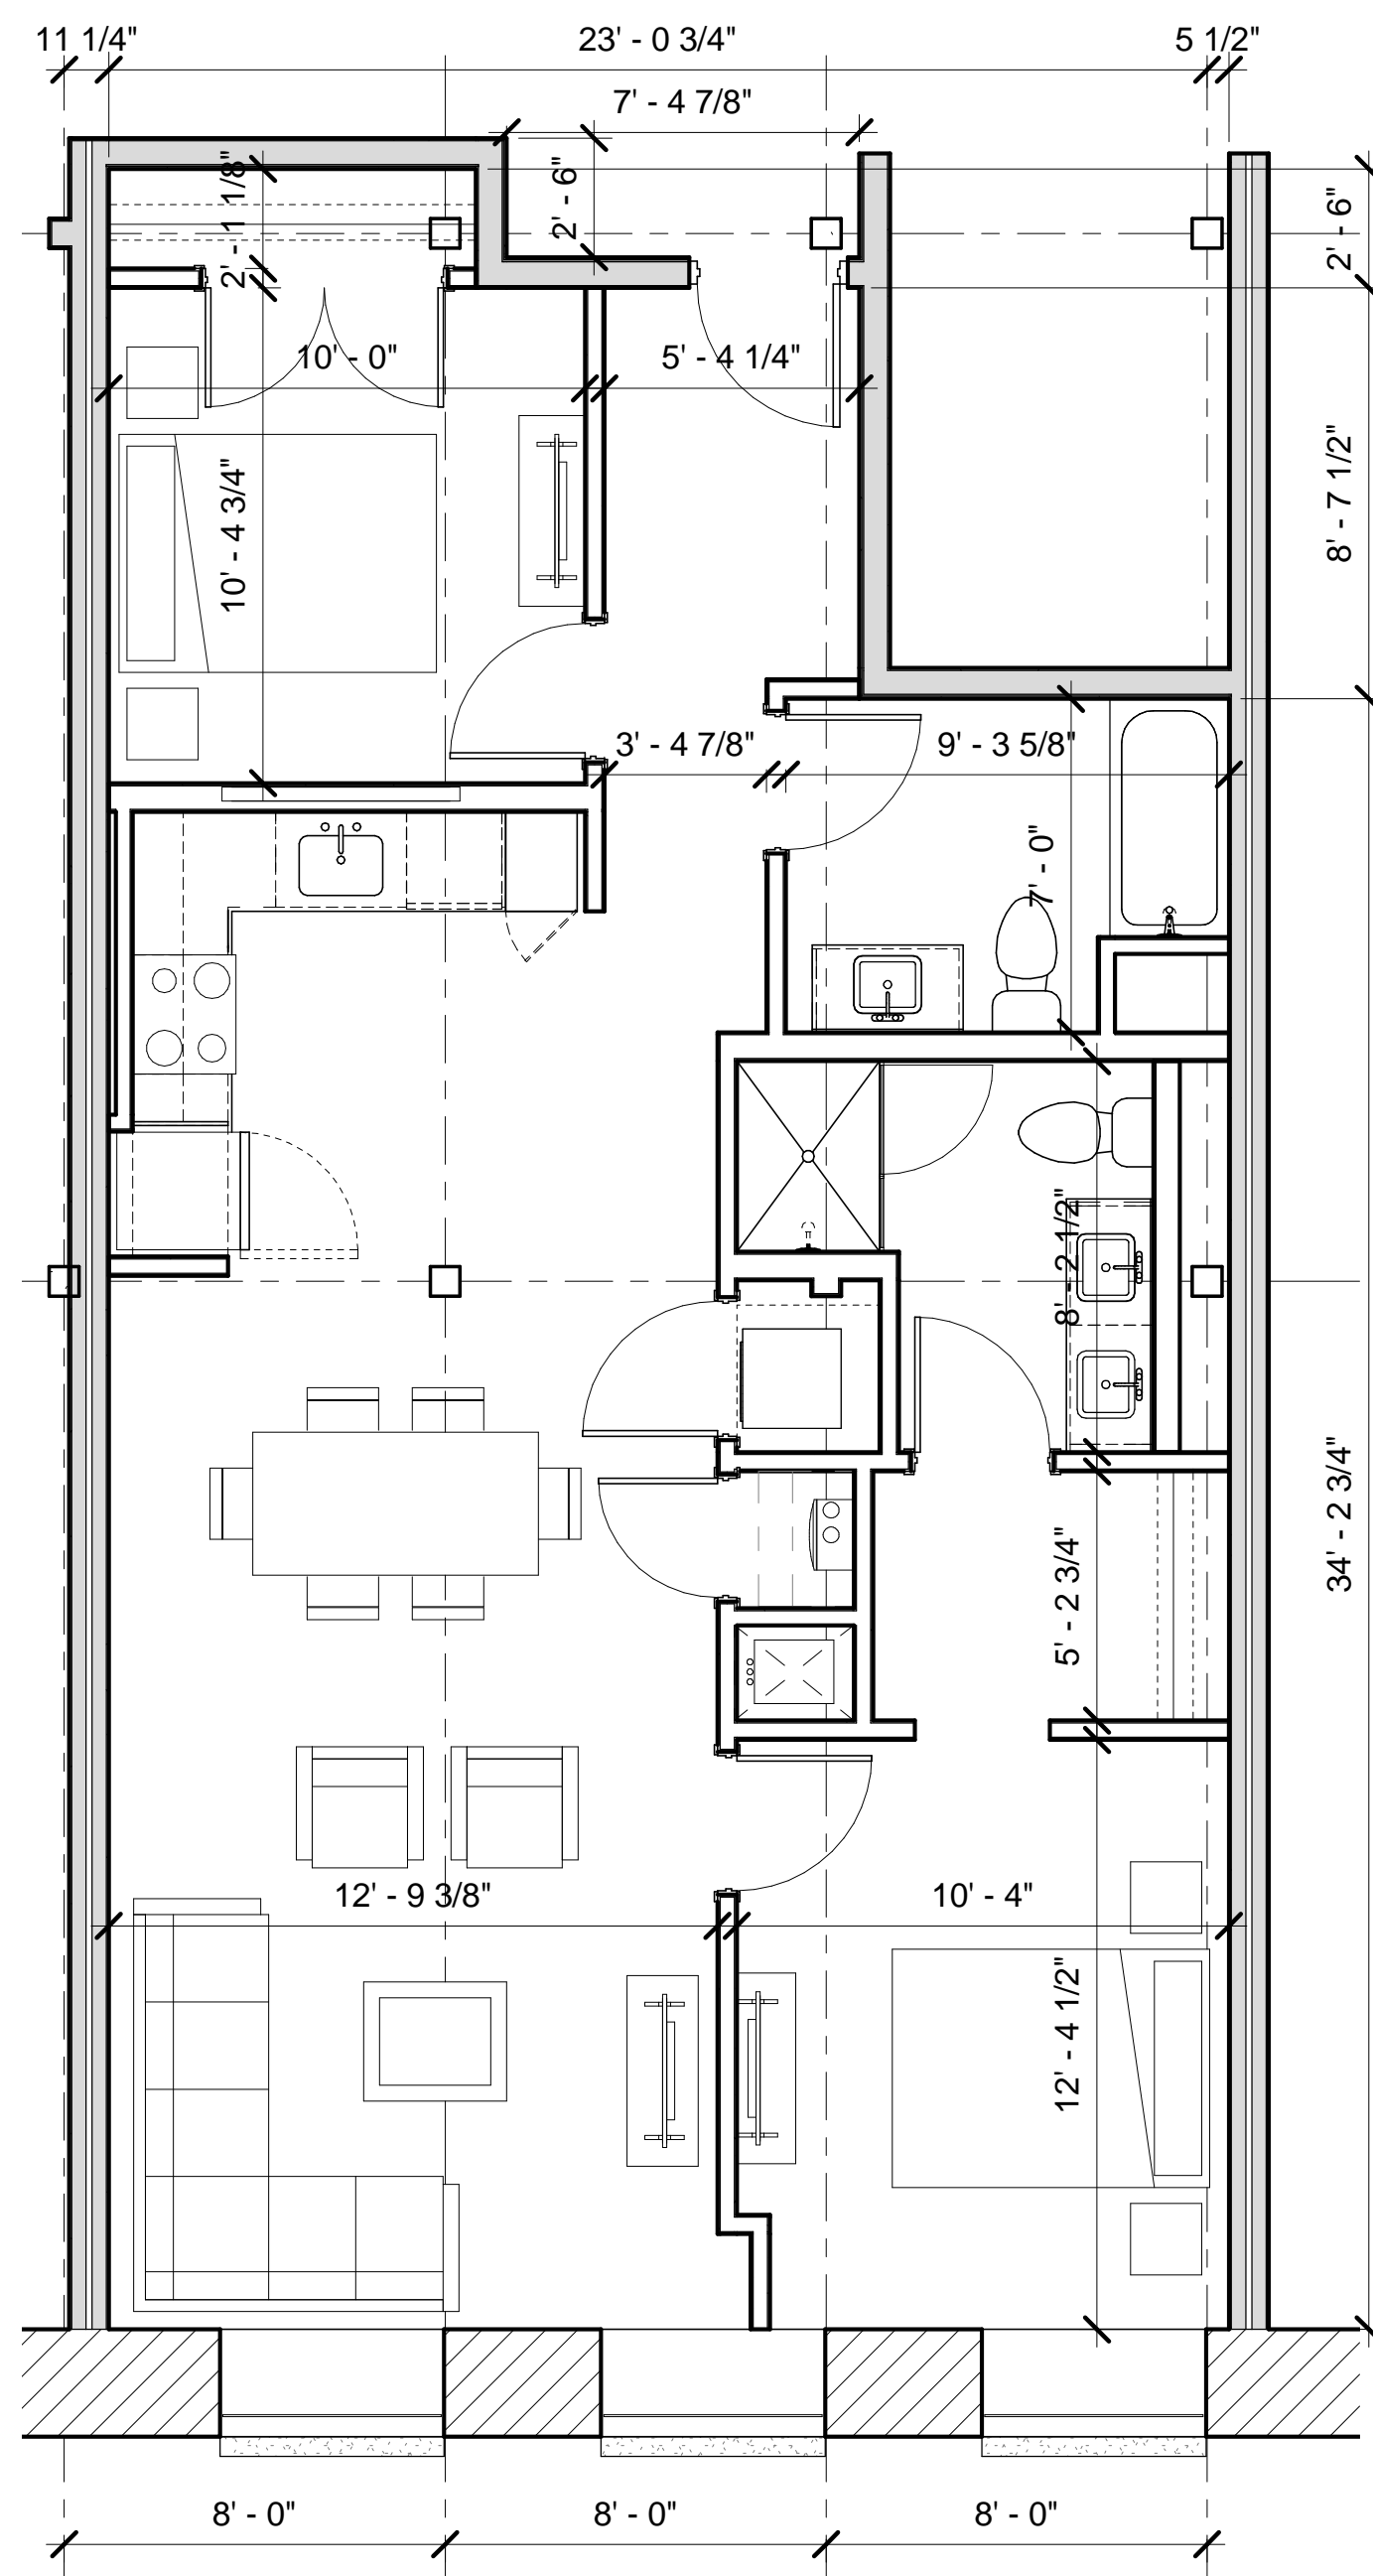 11 1/4"
23' - 0 3/4"
5 1/2"
7' - 4 7/8"
2' - 1 1/8"
2' - 6"
2' - 6"
10' - 0"
5' - 4 1/4"
10' - 4 3/4"
8' - 7 1/2"
3' - 4 7/8"
9' - 3 5/8"
7' - 0"
8' - 2 1/2"
34' - 2 3/4"
5' - 2 3/4"
12' - 9 3/8"
10' - 4"
12' - 4 1/2"
8' - 0"
8' - 0"
8' - 0"